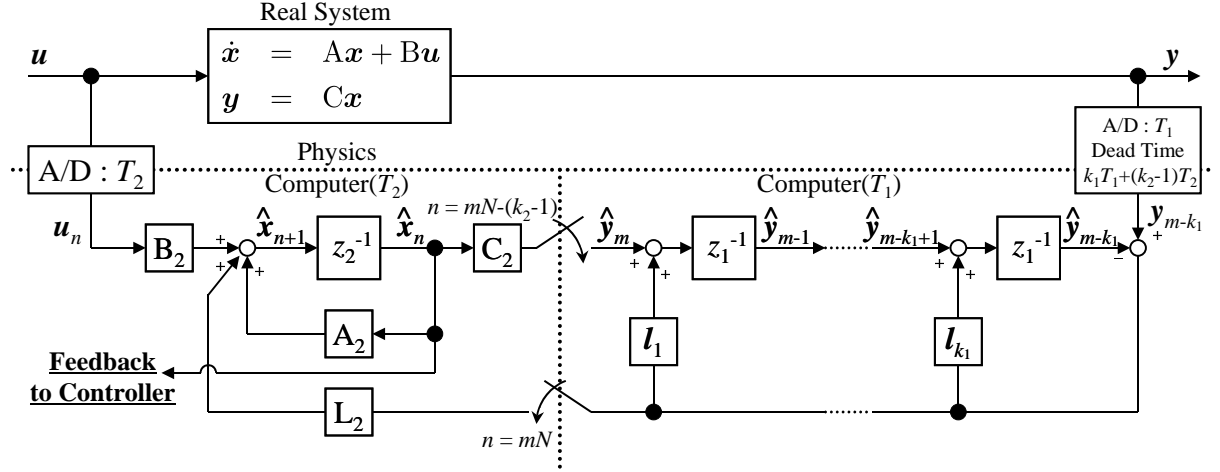 Real System
u
ẋ = Ax + Bu
y = Cx
y
A/D : T₂
Physics
A/D : T₁
Dead Time
k₁T₁+(k₂-1)T₂
Computer(T₂)
Computer(T₁)
uₙ
B₂
+
+
+
x̂ₙ₊₁
z₂⁻¹
x̂ₙ
C₂
n = mN-(k₂-1)
ŷₘ
+
+
z₁⁻¹
ŷₘ₋₁
ŷₘ₋ₖ₁₊₁
+
+
z₁⁻¹
ŷₘ₋ₖ₁
−
+
yₘ₋ₖ₁
A₂
l₁
lₖ₁
Feedback
to Controller
L₂
n = mN